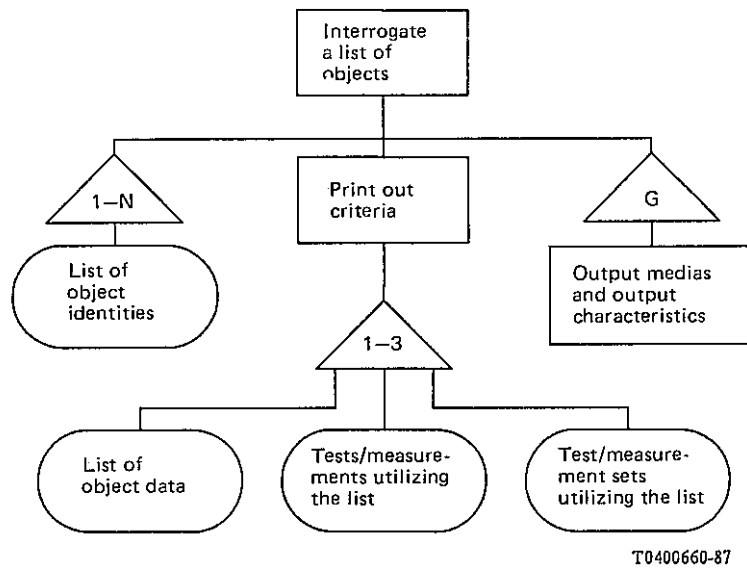 Interrogate
a list of
objects
1–N
Print out
criteria
G
List of
object
identities
Output medias
and output
characteristics
1–3
List of
object data
Tests/measure-
ments utilizing
the list
Test/measure-
ment sets
utilizing the list
T0400660-87